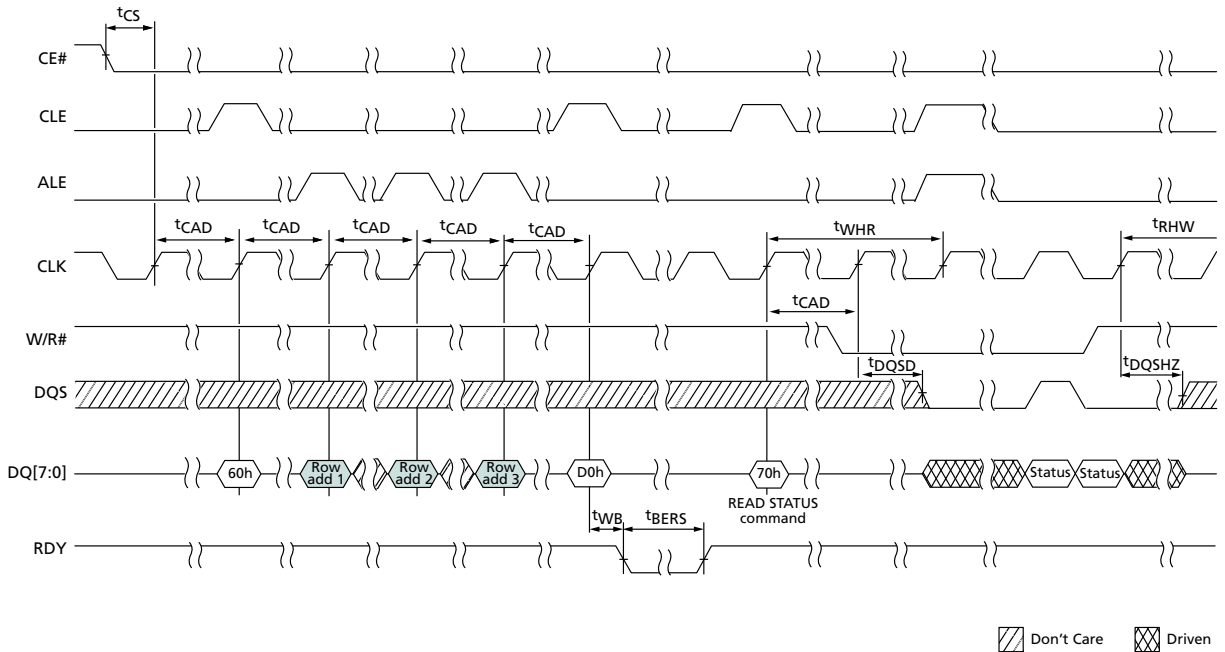 tCS
CE#
CLE
ALE
tCAD tCAD tCAD tCAD tCAD tWHR tRHW
CLK
tCAD
W/R#
tDQSD tDQSHZ
DQS
DQ[7:0] 60h Row add 1 Row add 2 Row add 3 D0h 70h Status Status
READ STATUS
command
tWB tBERS
RDY
Don't Care Driven